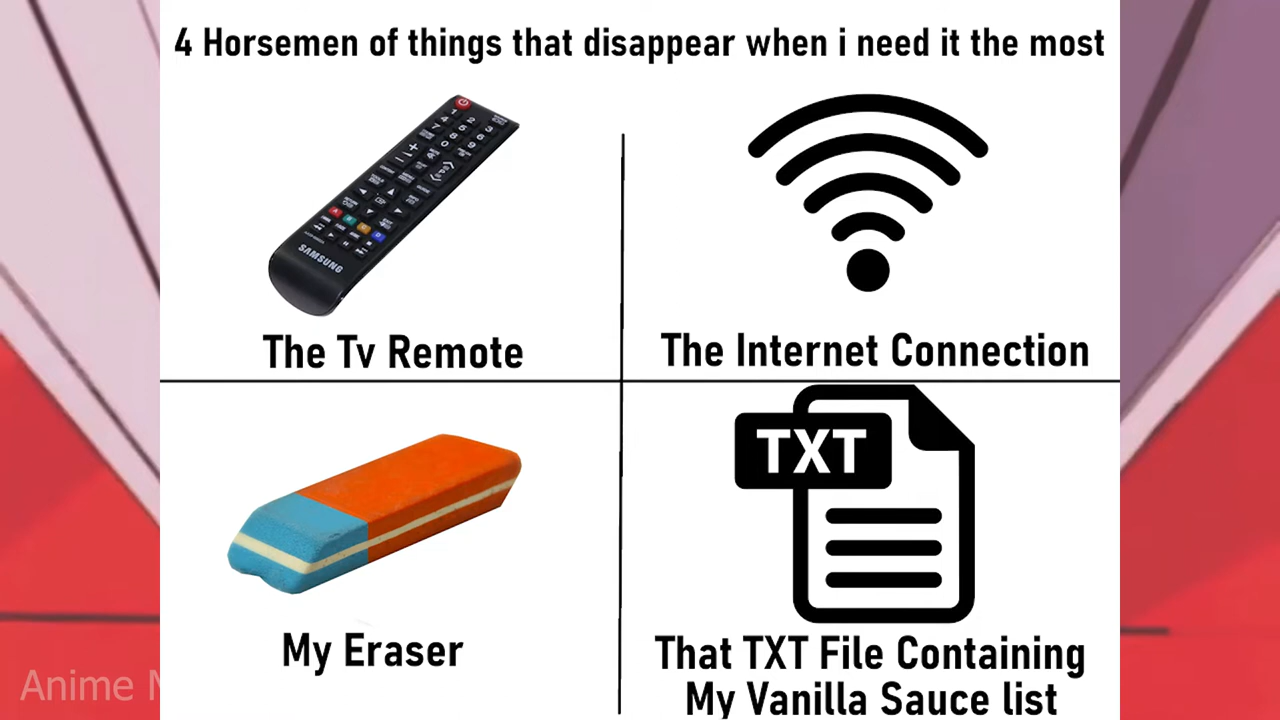 4 Horsemen of things that disappear when i need it the most
SAMSUNG
The Tv Remote
The Internet Connection
TXT
My Eraser
That TXT File Containing
My Vanilla Sauce list
Anime